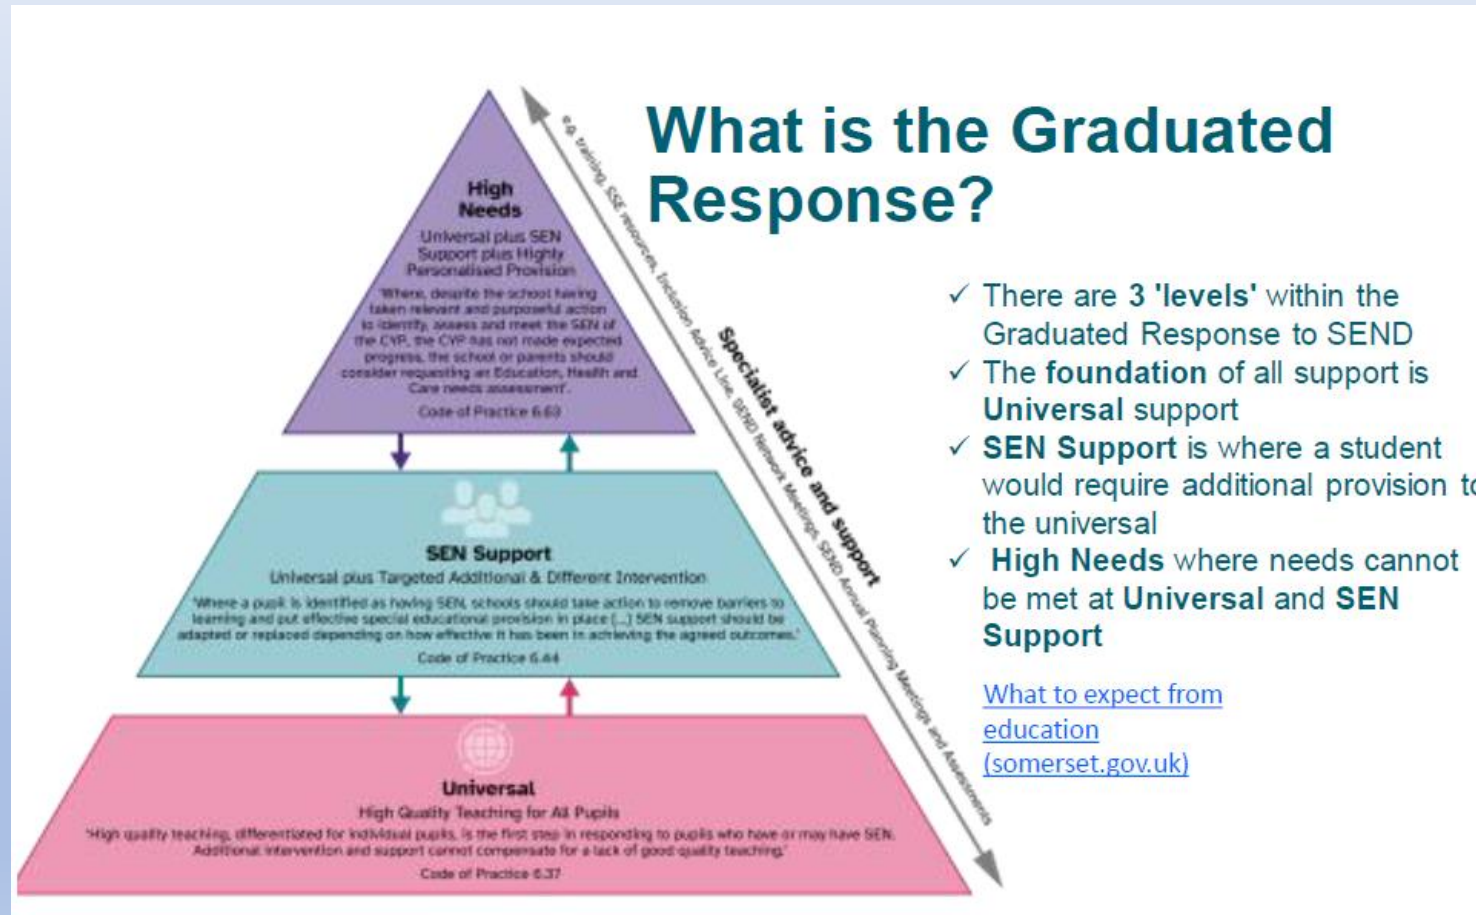 What is the Graduated
Response?
High
Needs
Universal plus SEN
Support plus Highly
Personalised Provision
'Where, despite the school having
taken relevant and purposeful action
to identify, assess and meet the SEN of
the CYP, the CYP has not made expected
progress, the school or parents should
consider requesting an Education, Health and
Care needs assessment'.
Code of Practice 6.63
SEN Support
Universal plus Targeted Additional & Different Intervention
'Where a pupil is identified as having SEN, schools should take action to remove barriers to
learning and put effective special educational provision in place [...] SEN support should be
adapted or replaced depending on how effective it has been in achieving the agreed outcomes.'
Code of Practice 6.44
Universal
High Quality Teaching for All Pupils
'High quality teaching, differentiated for individual pupils, is the first step in responding to pupils who have or may have SEN.
Additional intervention and support cannot compensate for a lack of good quality teaching.'
Code of Practice 6.37
Specialist advice and support
e.g. training, SSE resources, Inclusion Advice Line, SEND Network Meetings, SEND Annual Planning Meetings and Assessments
✓ There are 3 'levels' within the
Graduated Response to SEND
✓ The foundation of all support is
Universal support
✓ SEN Support is where a student
would require additional provision to
the universal
✓ High Needs where needs cannot
be met at Universal and SEN
Support
What to expect from
education
(somerset.gov.uk)